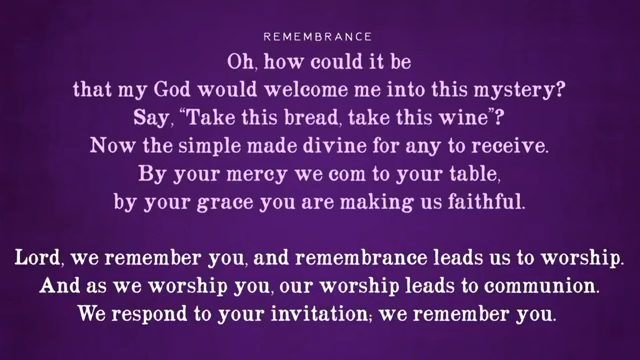 REMEMBRANCE
Oh, how could it be
that my God would welcome me into this mystery?
Say, “Take this bread, take this wine”?
Now the simple made divine for any to receive.
By your mercy we com to your table,
by your grace you are making us faithful.
Lord, we remember you, and remembrance leads us to worship.
And as we worship you, our worship leads to communion.
We respond to your invitation; we remember you.